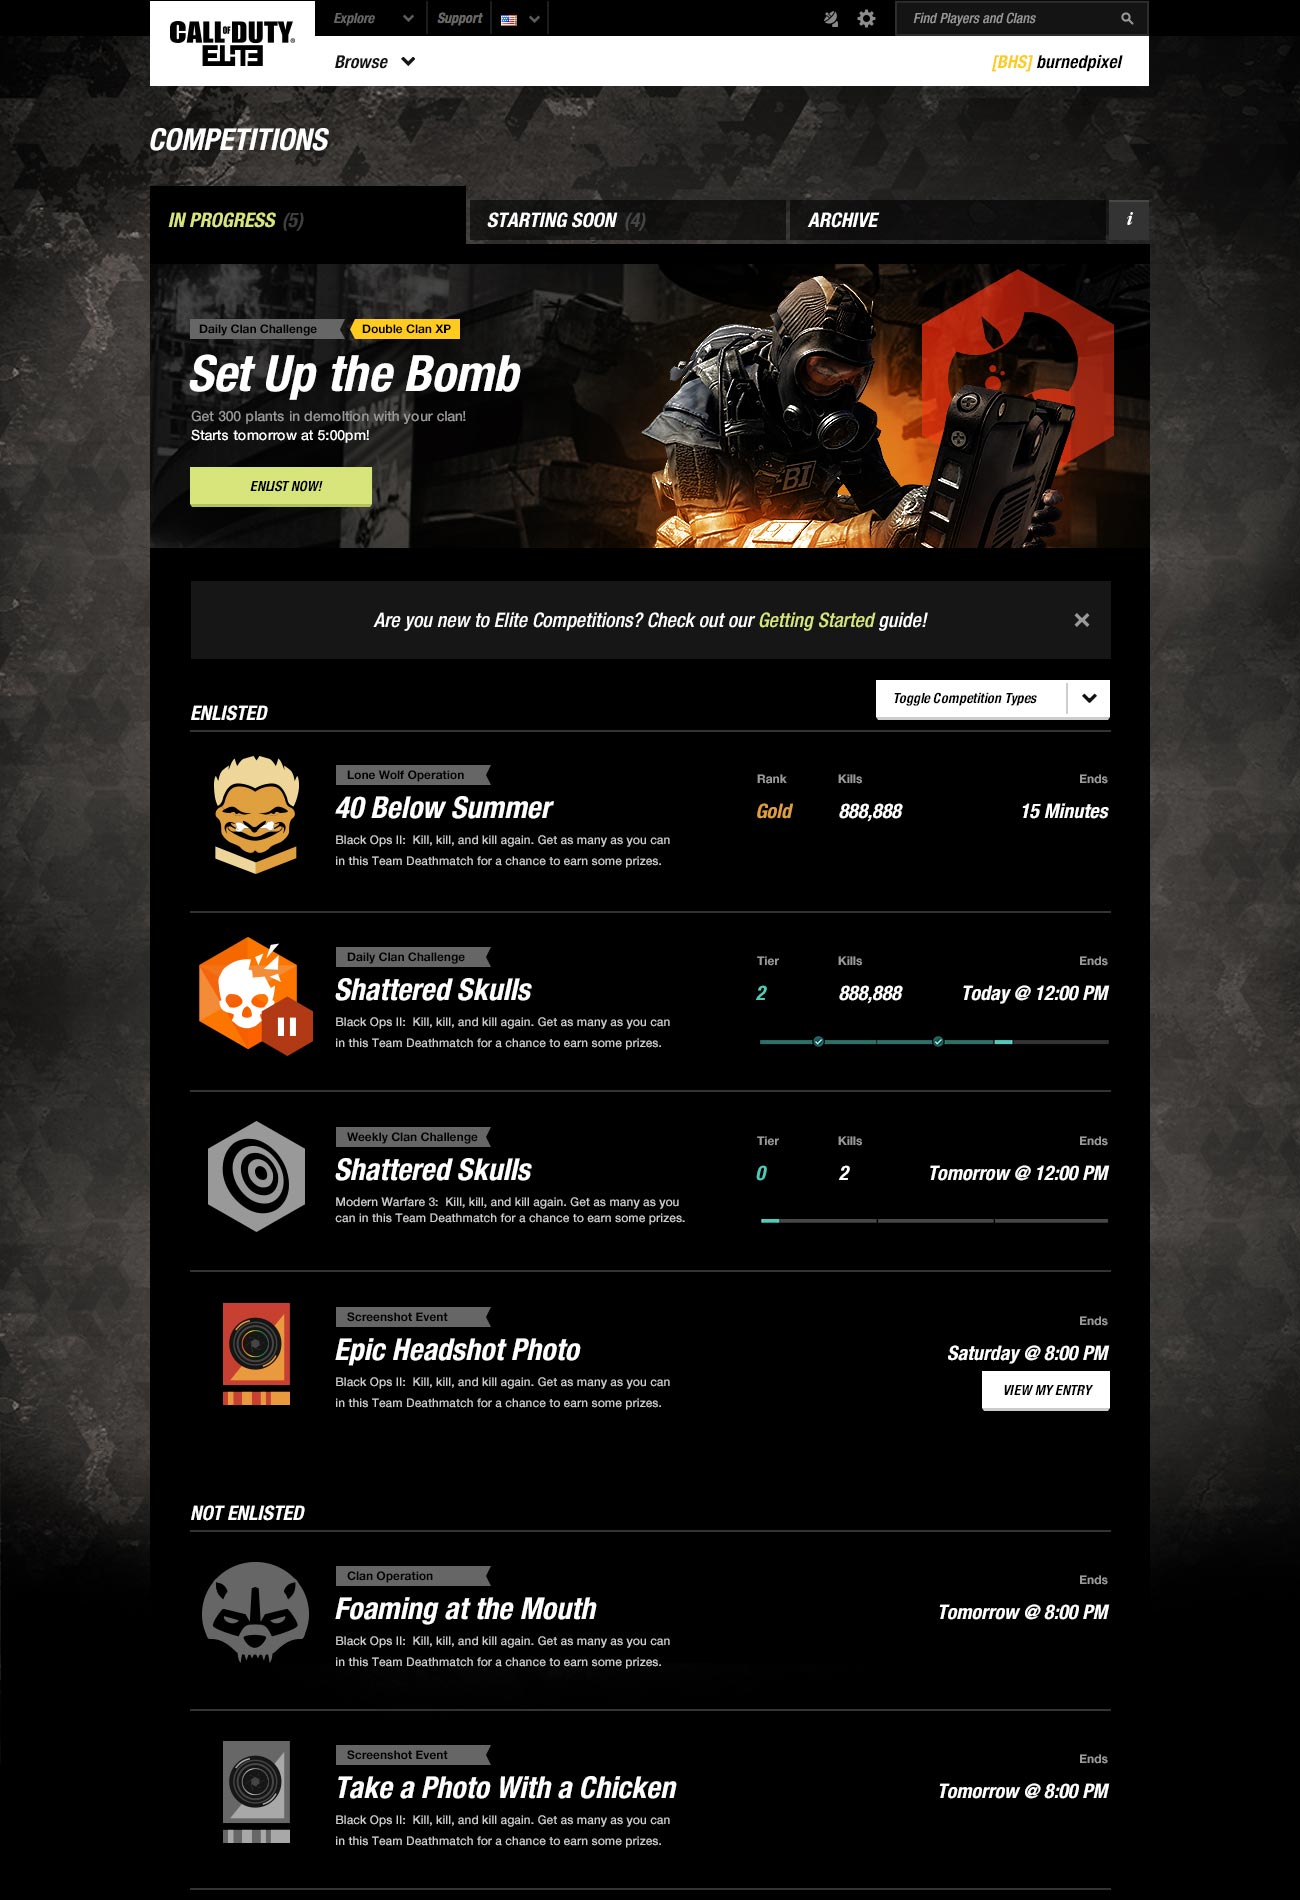 CALL OF DUTY®
ELITE
Explore
Support
Find Players and Clans
Browse
[BHS] burnedpixel
COMPETITIONS
IN PROGRESS (5)
STARTING SOON (4)
ARCHIVE
i
Daily Clan Challenge
Double Clan XP
Set Up the Bomb
Get 300 plants in demoltion with your clan!
Starts tomorrow at 5:00pm!
ENLIST NOW!
BI
Are you new to Elite Competitions? Check out our Getting Started guide!
Toggle Competition Types
ENLISTED
Lone Wolf Operation
40 Below Summer
Black Ops II: Kill, kill, and kill again. Get as many as you can
in this Team Deathmatch for a chance to earn some prizes.
Rank
Kills
Ends
Gold
888,888
15 Minutes
Daily Clan Challenge
Shattered Skulls
Black Ops II: Kill, kill, and kill again. Get as many as you can
in this Team Deathmatch for a chance to earn some prizes.
Tier
Kills
Ends
2
888,888
Today @ 12:00 PM
Weekly Clan Challenge
Shattered Skulls
Modern Warfare 3: Kill, kill, and kill again. Get as many as you
can in this Team Deathmatch for a chance to earn some prizes.
Tier
Kills
Ends
0
2
Tomorrow @ 12:00 PM
Screenshot Event
Epic Headshot Photo
Black Ops II: Kill, kill, and kill again. Get as many as you can
in this Team Deathmatch for a chance to earn some prizes.
Ends
Saturday @ 8:00 PM
VIEW MY ENTRY
NOT ENLISTED
Clan Operation
Foaming at the Mouth
Black Ops II: Kill, kill, and kill again. Get as many as you can
in this Team Deathmatch for a chance to earn some prizes.
Ends
Tomorrow @ 8:00 PM
Screenshot Event
Take a Photo With a Chicken
Black Ops II: Kill, kill, and kill again. Get as many as you can
in this Team Deathmatch for a chance to earn some prizes.
Ends
Tomorrow @ 8:00 PM